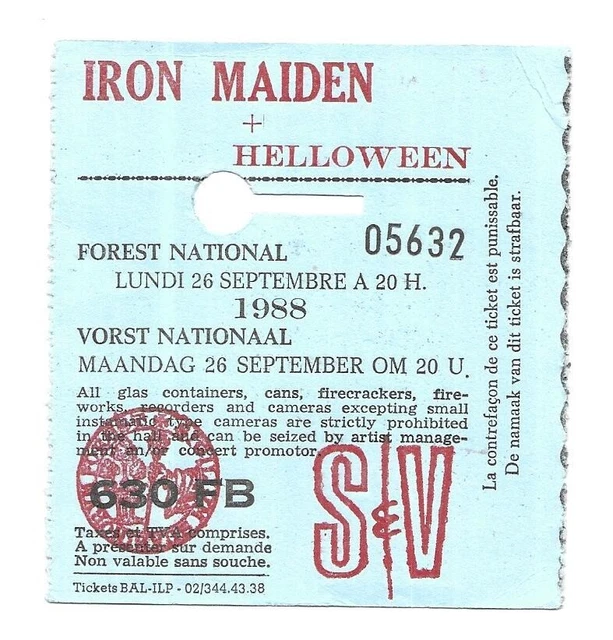 IRON MAIDEN
+
HELLOWEEN
05632
FOREST NATIONAL
LUNDI 26 SEPTEMBRE A 20 H.
1988
VORST NATIONAAL
MAANDAG 26 SEPTEMBER OM 20 U.
All glas containers, cans, firecrackers, fire-
works, recorders and cameras excepting small
instamatic type cameras are strictly prohibited
in the hall and can be seized by artist manage-
ment an/or concert promotor.
630 FB
S&V
Taxes et TVA comprises.
A présenter sur demande
Non valable sans souche.
Tickets BAL-ILP - 02/344.43.38
La contrefaçon de ce ticket est punissable.
De namaak van dit ticket is strafbaar.